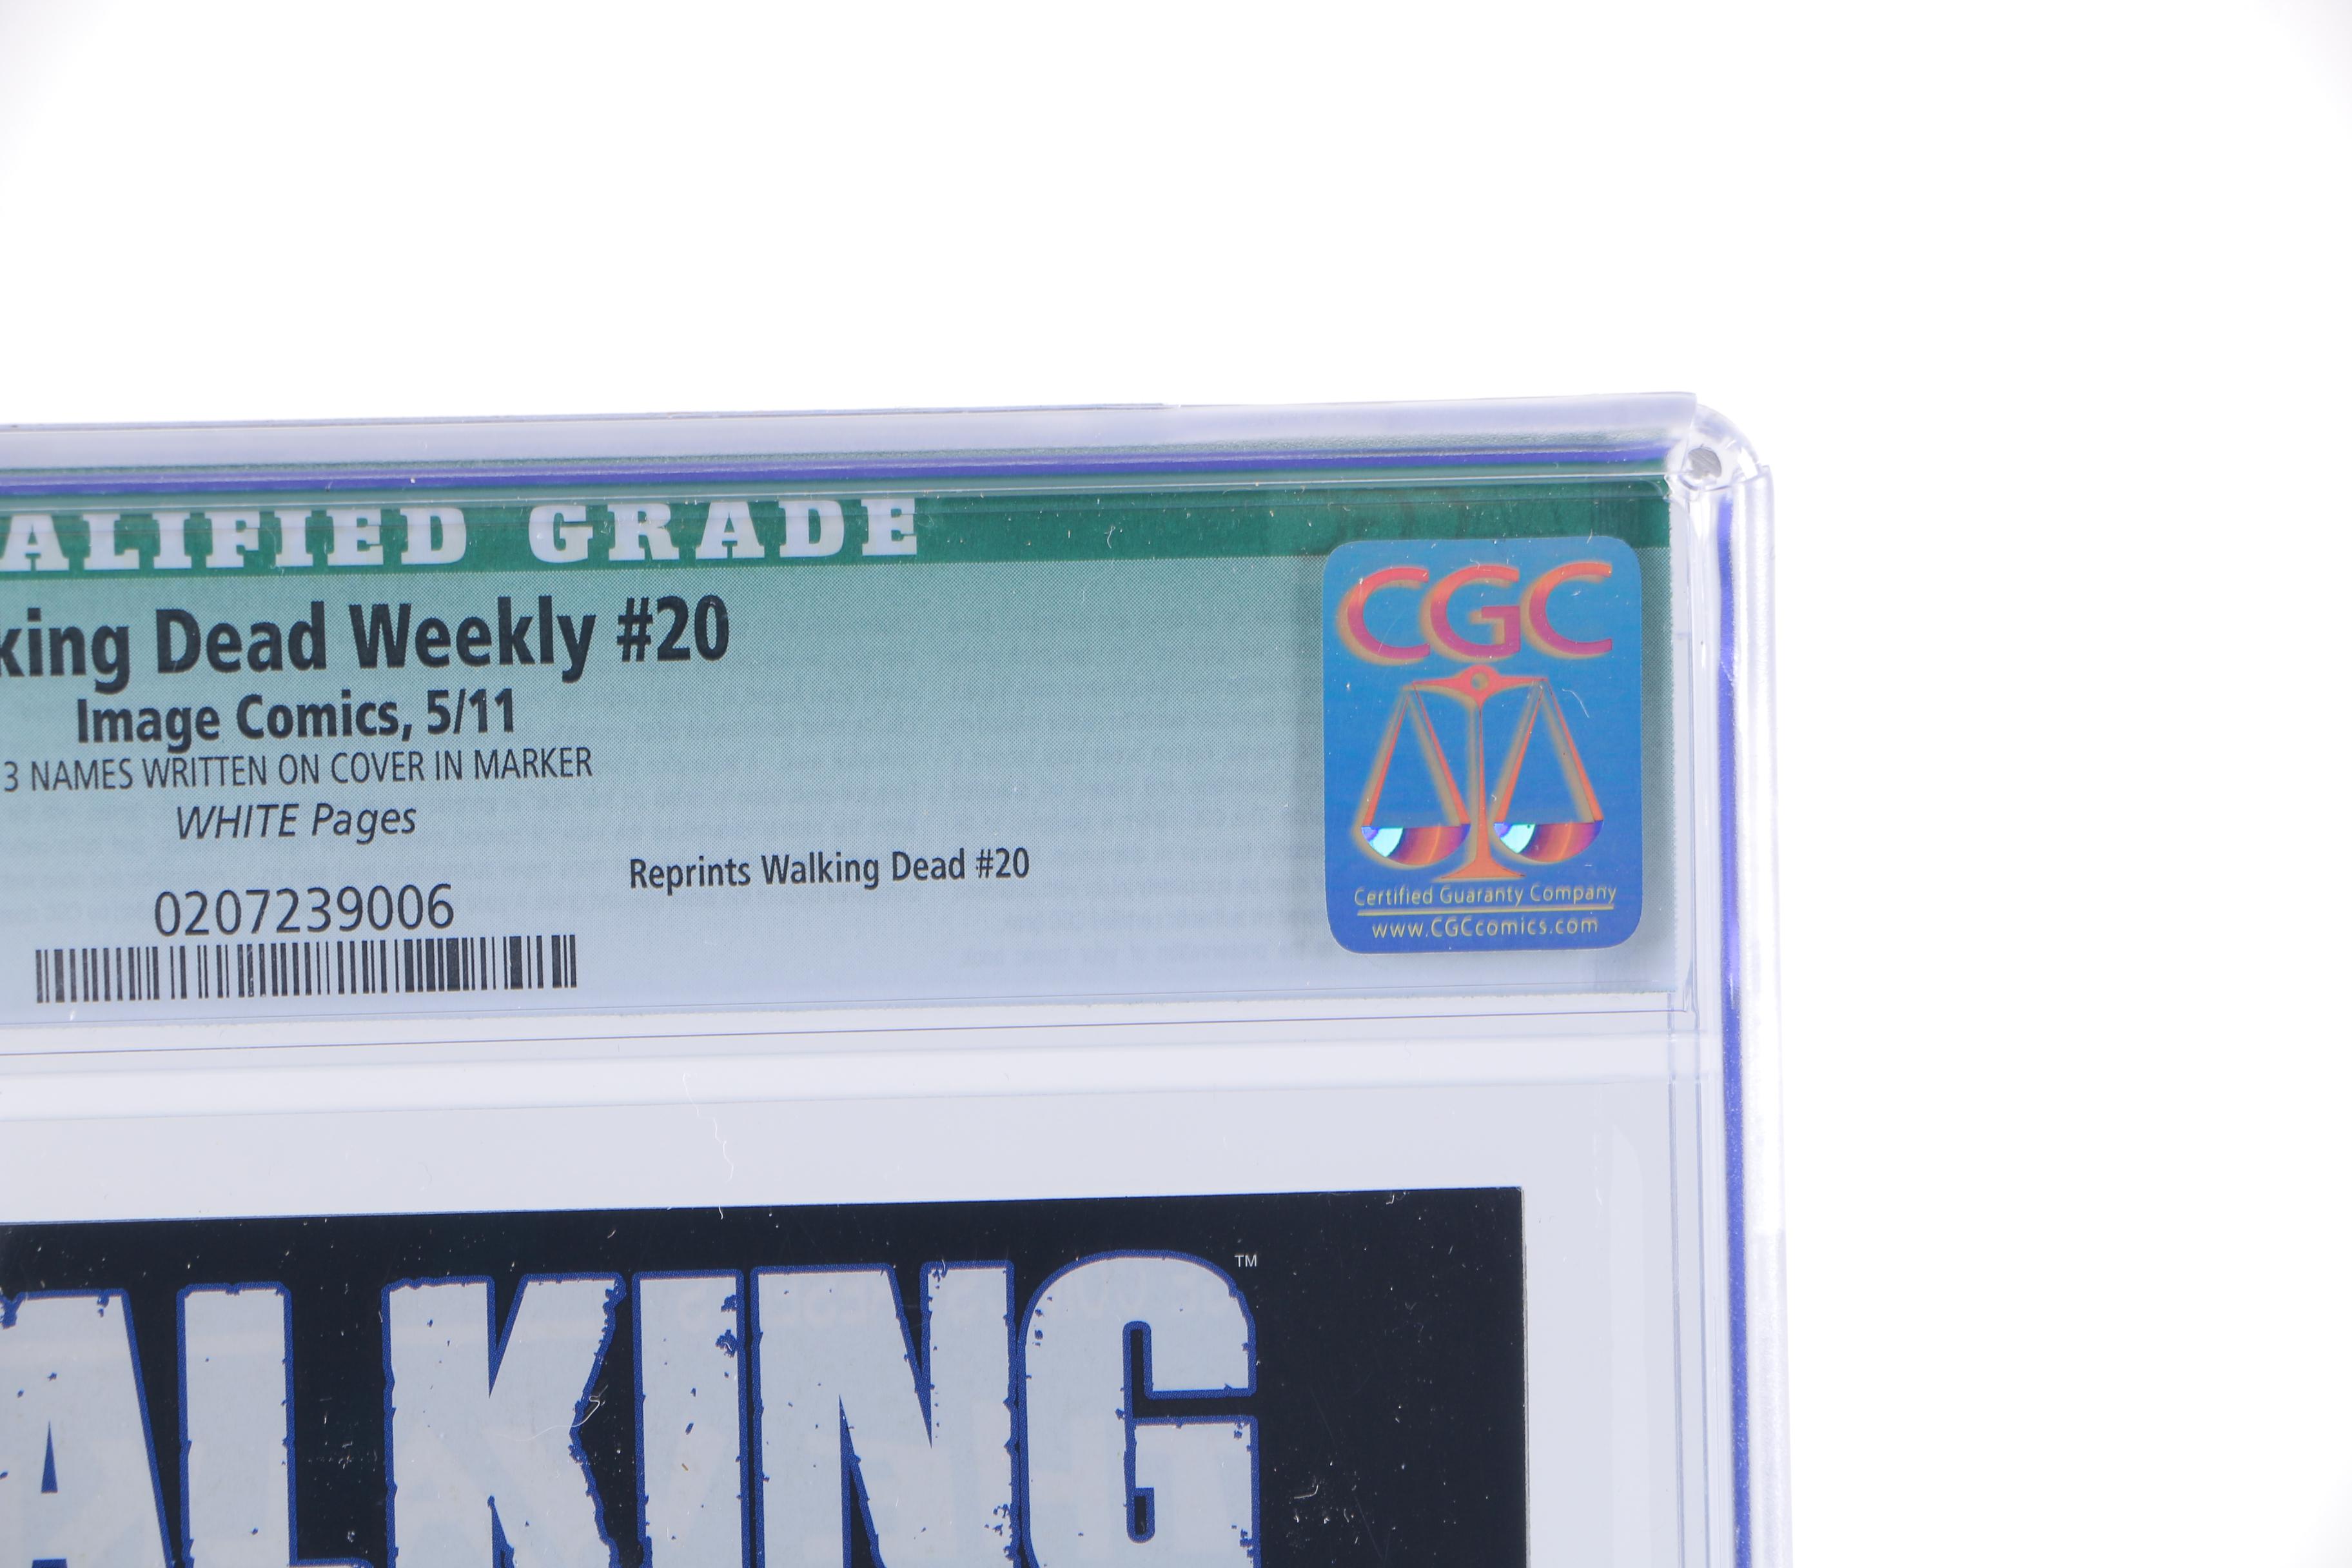 ALIFIED GRADE
king Dead Weekly #20
Image Comics, 5/11
3 NAMES WRITTEN ON COVER IN MARKER
WHITE Pages
Reprints Walking Dead #20
0207239006
CGC
Certified Guaranty Company
www.CGCcomics.com
ALKING
TM